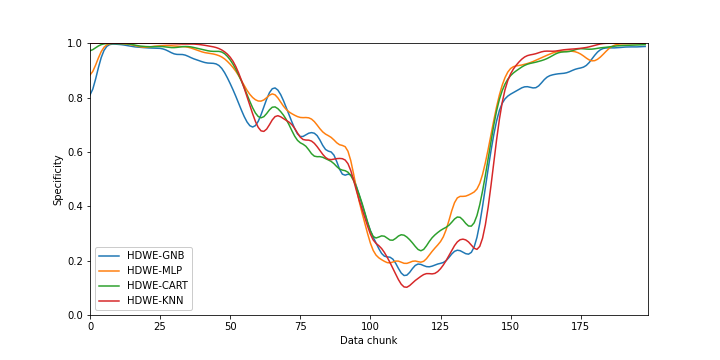 1.0
0.8
0.6
0.4
0.2
0.0
Specificity
HDWE-GNB
HDWE-MLP
HDWE-CART
HDWE-KNN
0 25 50 75 100 125 150 175
Data chunk